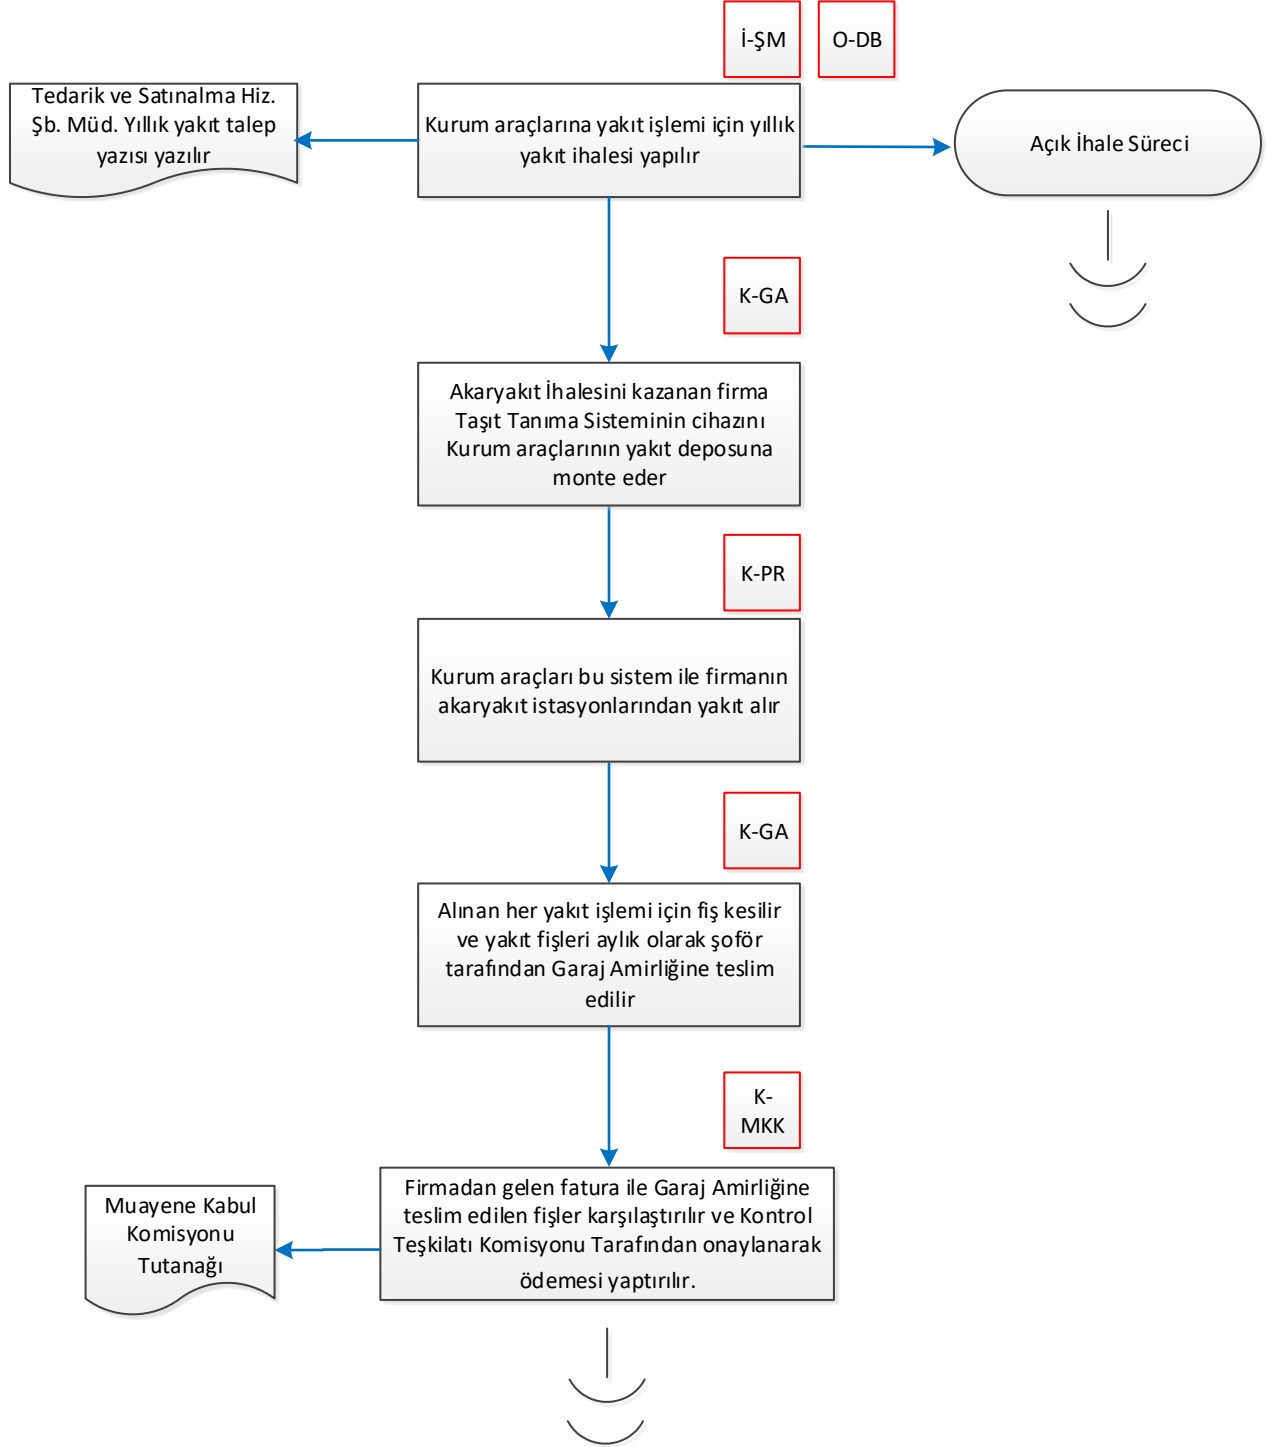 İ-ŞM
O-DB
Tedarik ve Satınalma Hiz.
Şb. Müd. Yıllık yakıt talep
yazısı yazılır
Kurum araçlarına yakıt işlemi için yıllık
yakıt ihalesi yapılır
Açık İhale Süreci
K-GA
Akaryakıt İhalesini kazanan firma
Taşıt Tanıma Sisteminin cihazını
Kurum araçlarının yakıt deposuna
monte eder
K-PR
Kurum araçları bu sistem ile firmanın
akaryakıt istasyonlarından yakıt alır
K-GA
Alınan her yakıt işlemi için fiş kesilir
ve yakıt fişleri aylık olarak şoför
tarafından Garaj Amirliğine teslim
edilir
K-
MKK
Firmadan gelen fatura ile Garaj Amirliğine
teslim edilen fişler karşılaştırılır ve Kontrol
Teşkilatı Komisyonu Tarafından onaylanarak
ödemesi yaptırılır.
Muayene Kabul
Komisyonu
Tutanağı